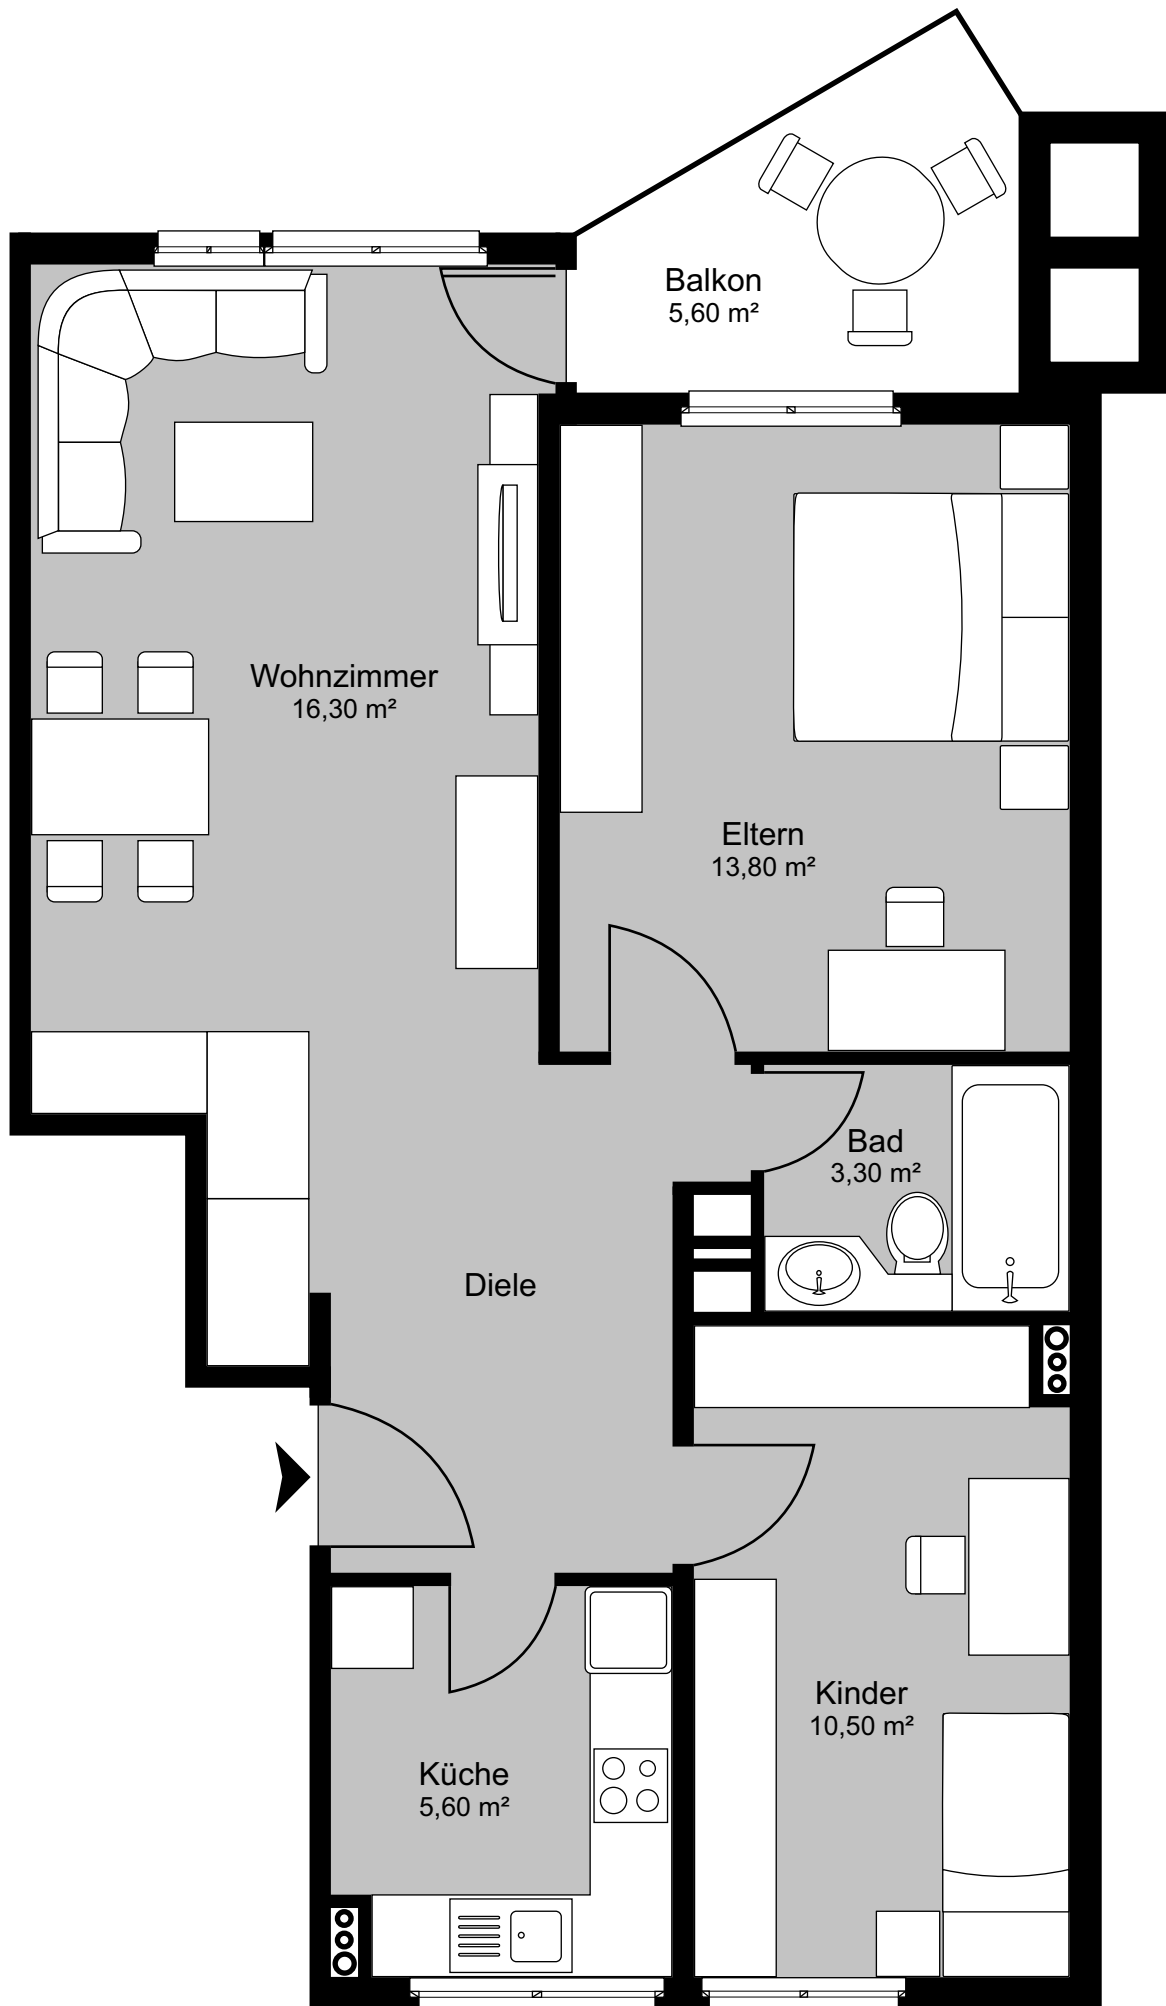 Balkon
5,60 m²
Wohnzimmer
16,30 m²
Eltern
13,80 m²
Bad
3,30 m²
Diele
Kinder
10,50 m²
Küche
5,60 m²